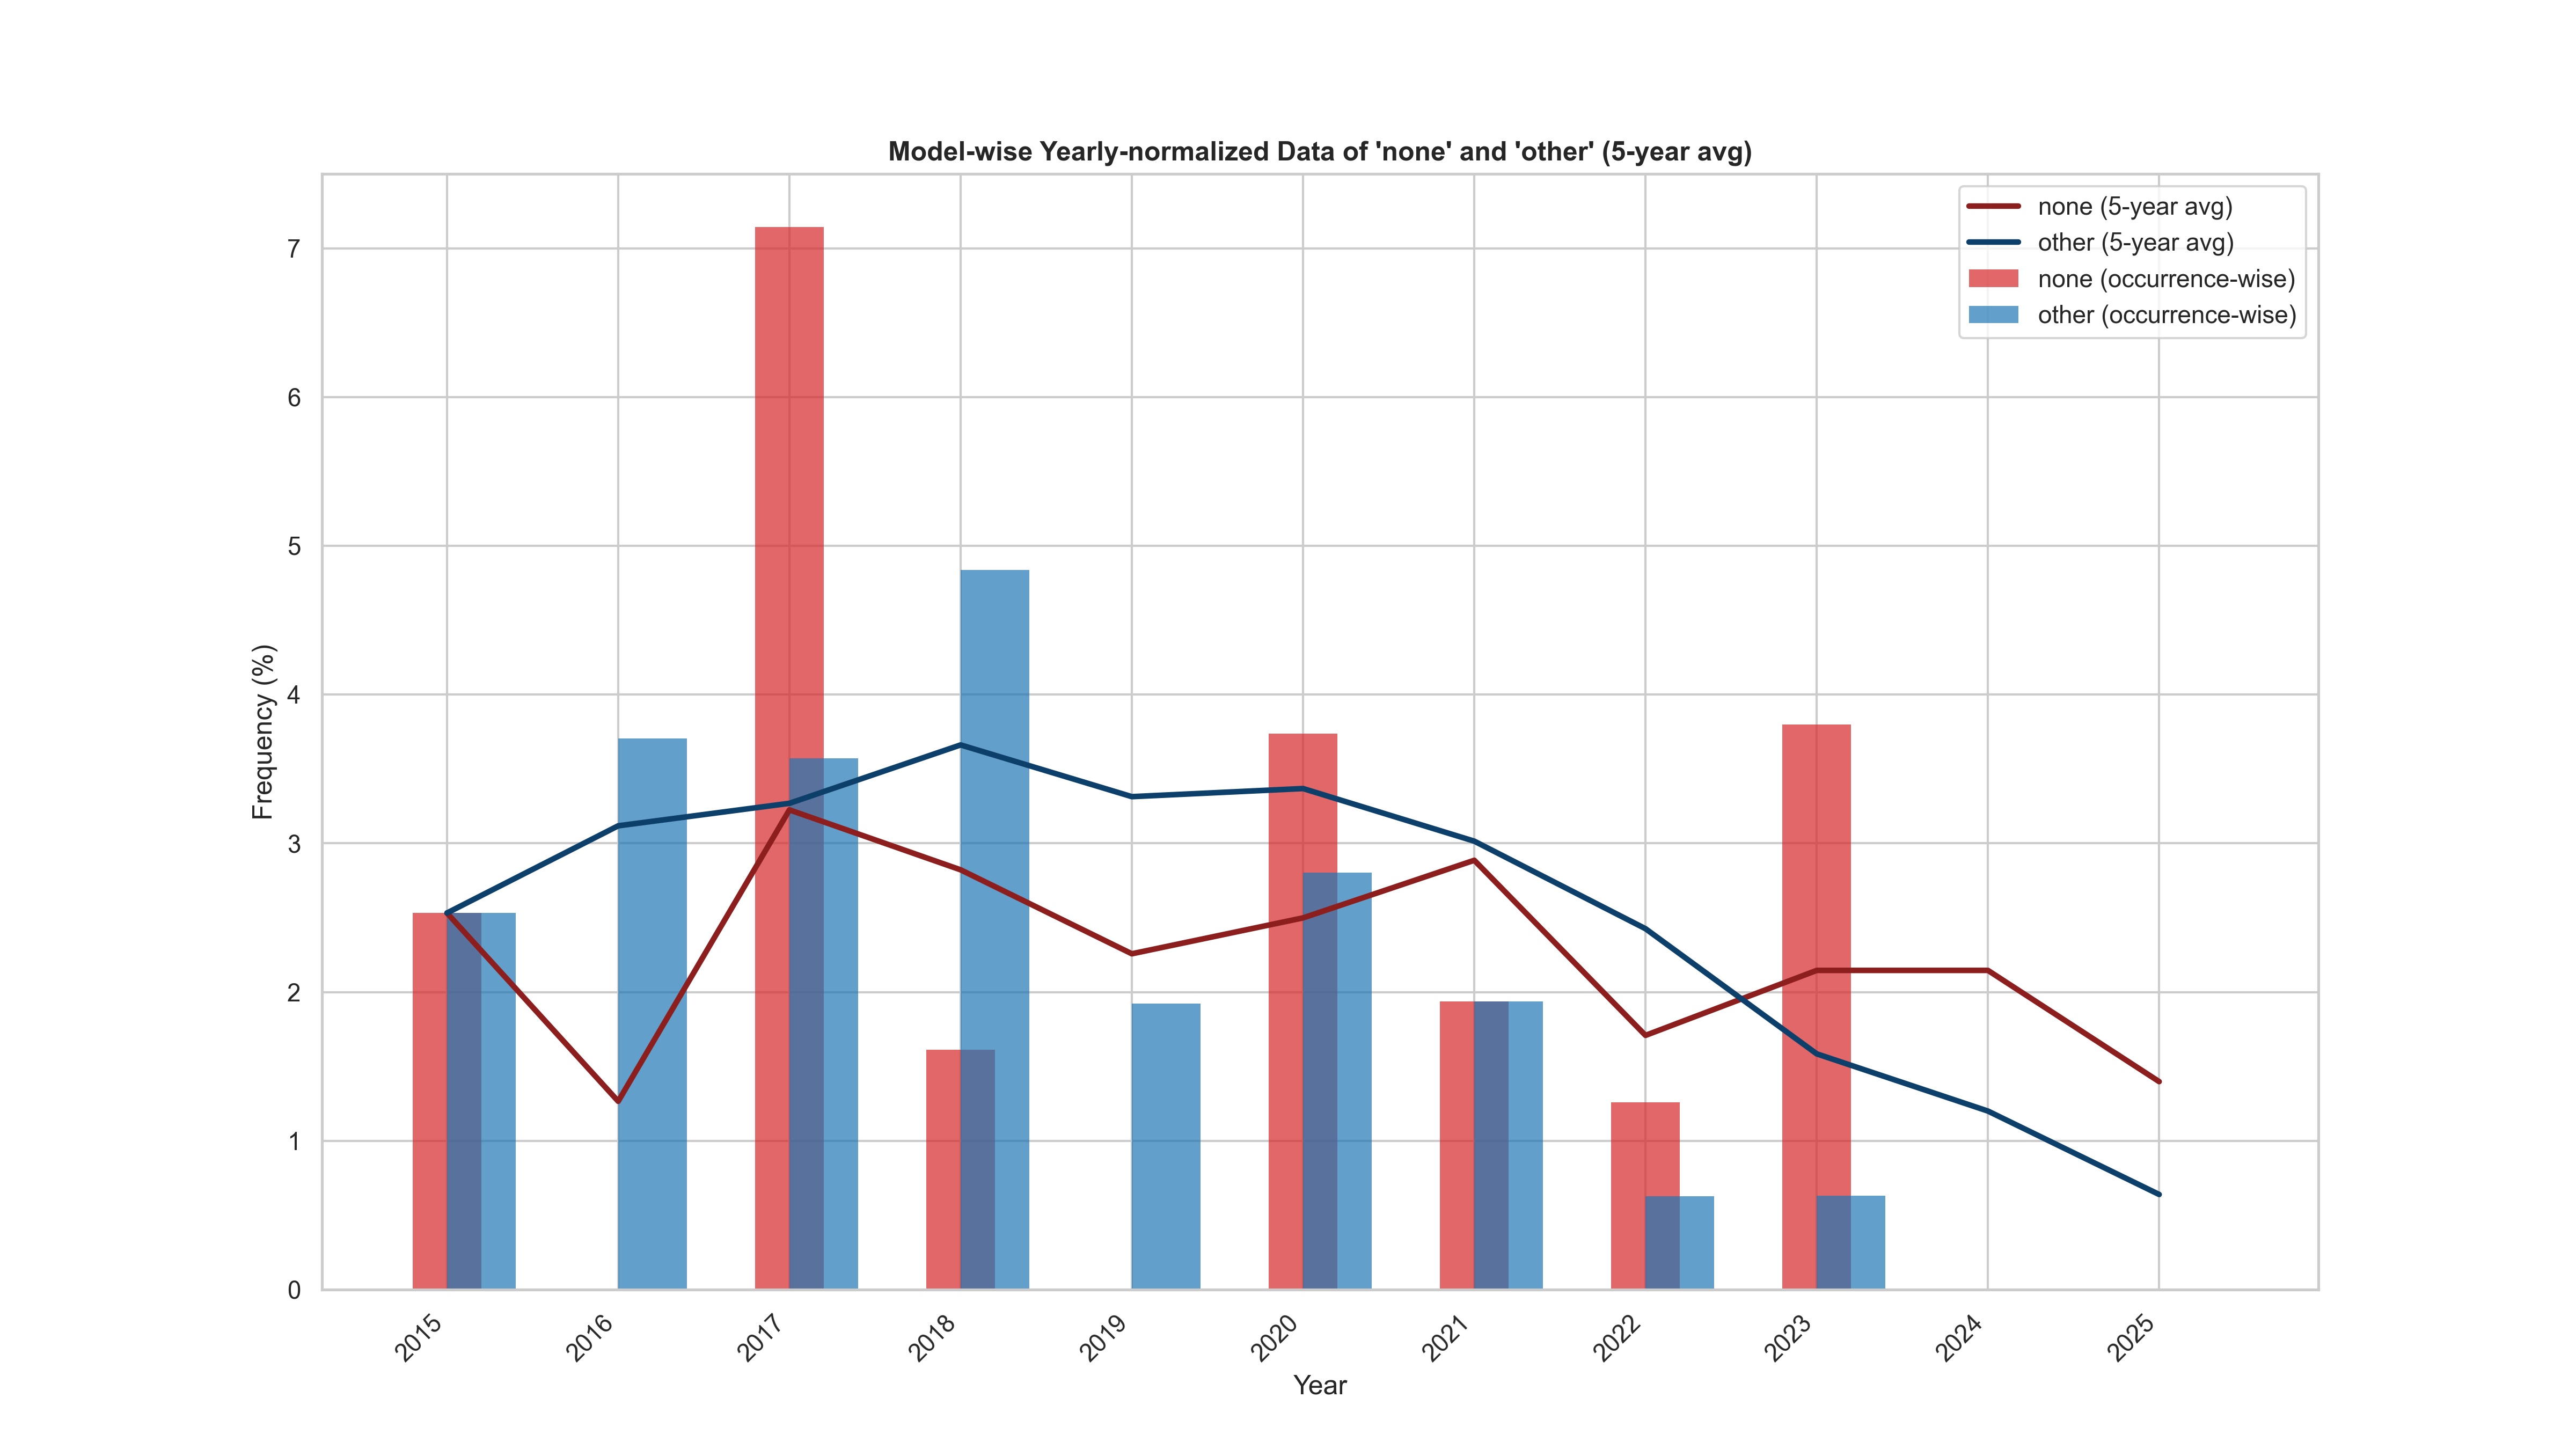 Model-wise Yearly-normalized Data of 'none' and 'other' (5-year avg)
none (5-year avg)
other (5-year avg)
none (occurrence-wise)
other (occurrence-wise)
Frequency (%)
7
6
5
4
3
2
1
0
2015
2016
2017
2018
2019
2020
2021
2022
2023
2024
2025
Year